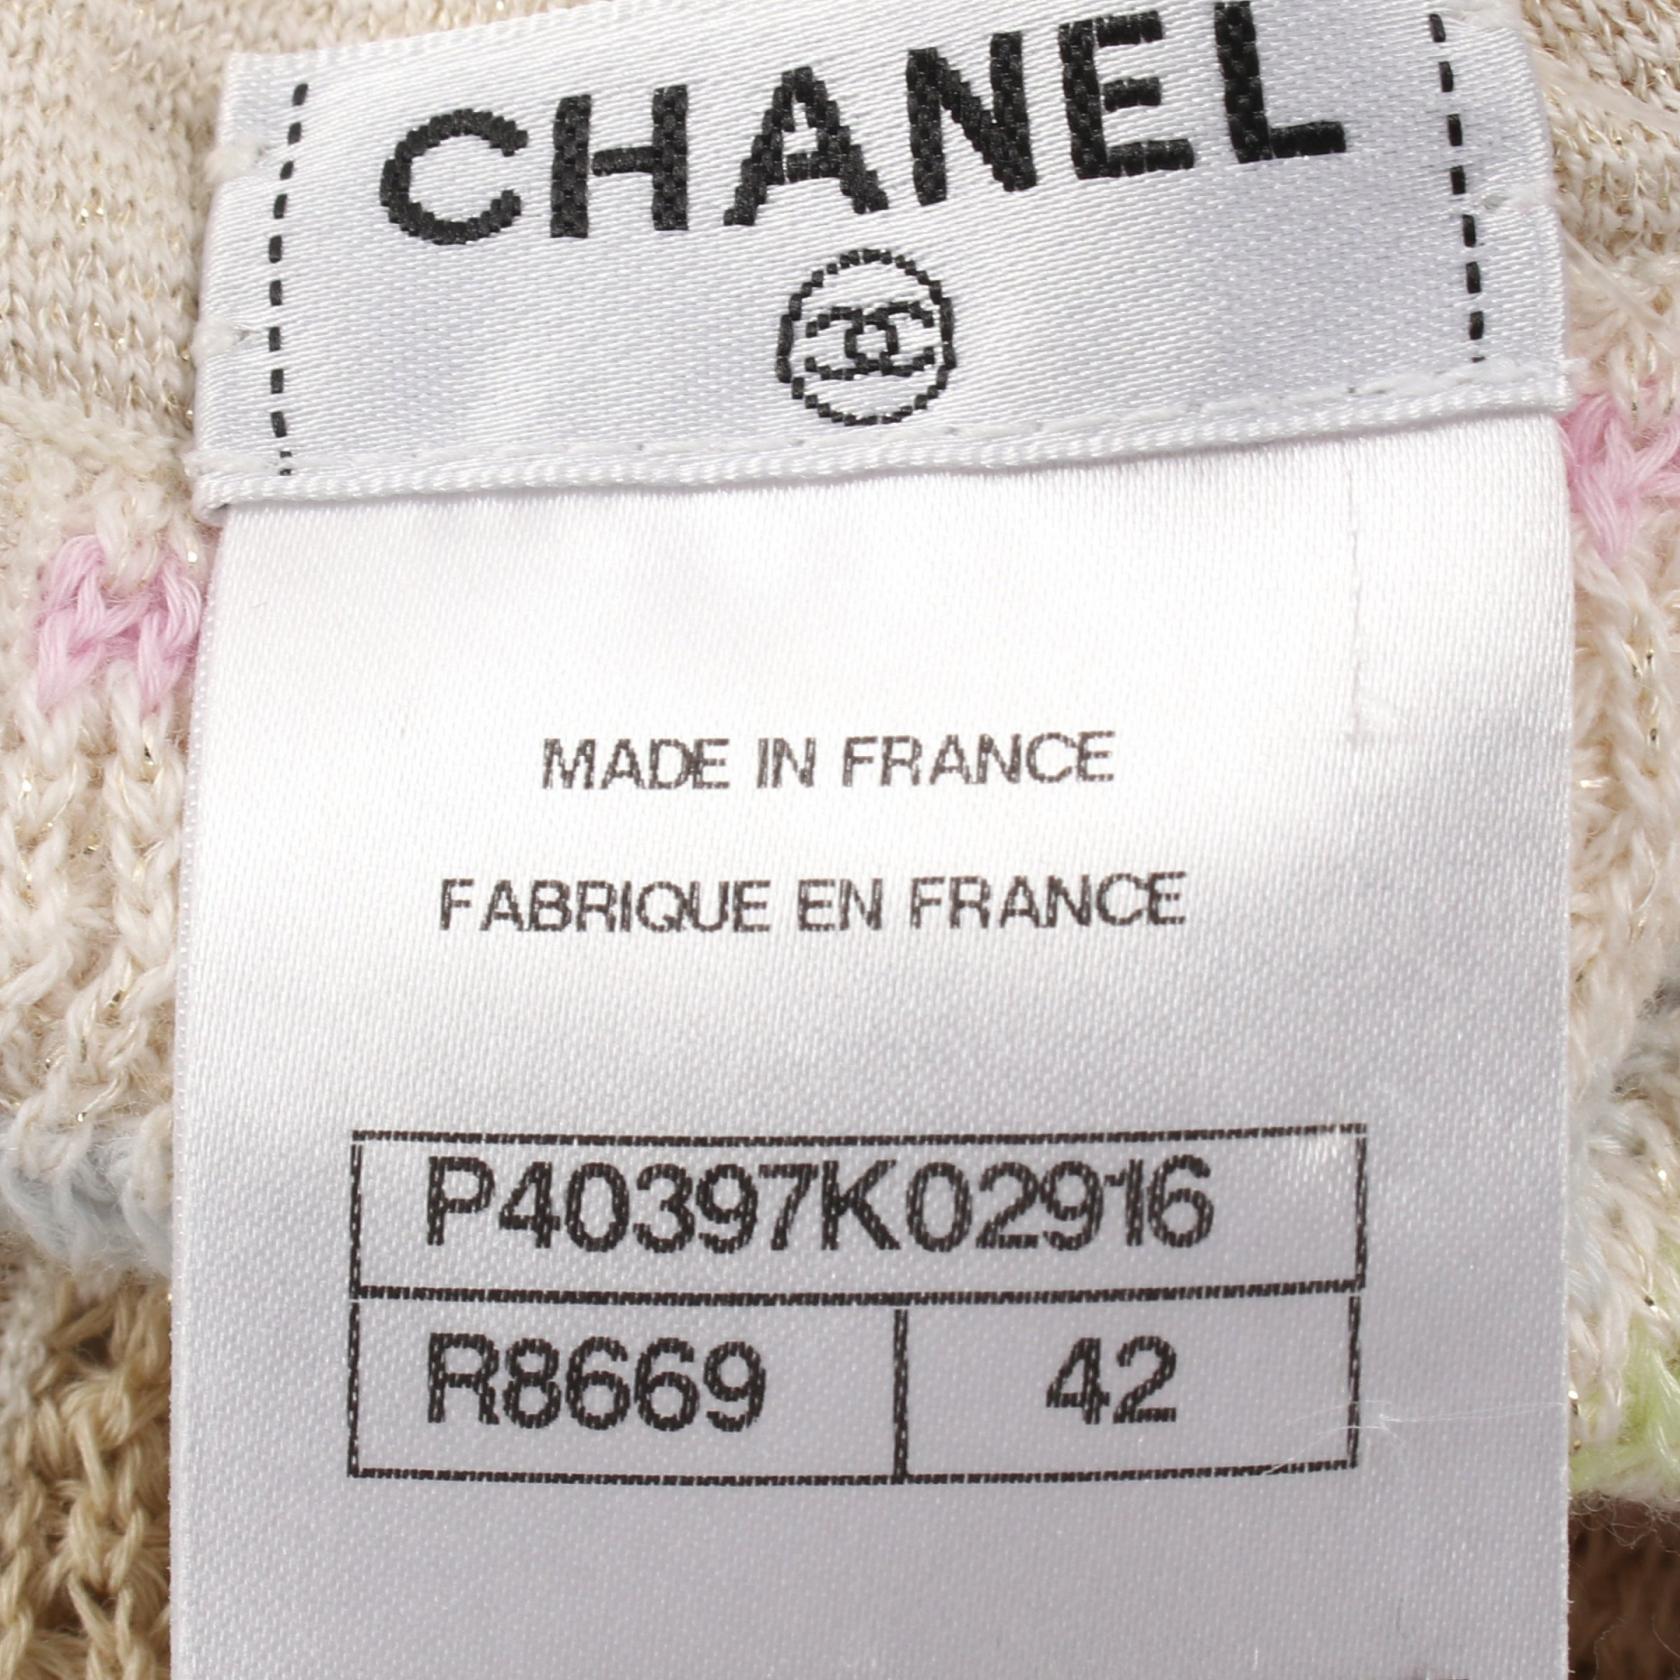 CHANEL
MADE IN FRANCE
FABRIQUE EN FRANCE
P40397K02916
R8669 42